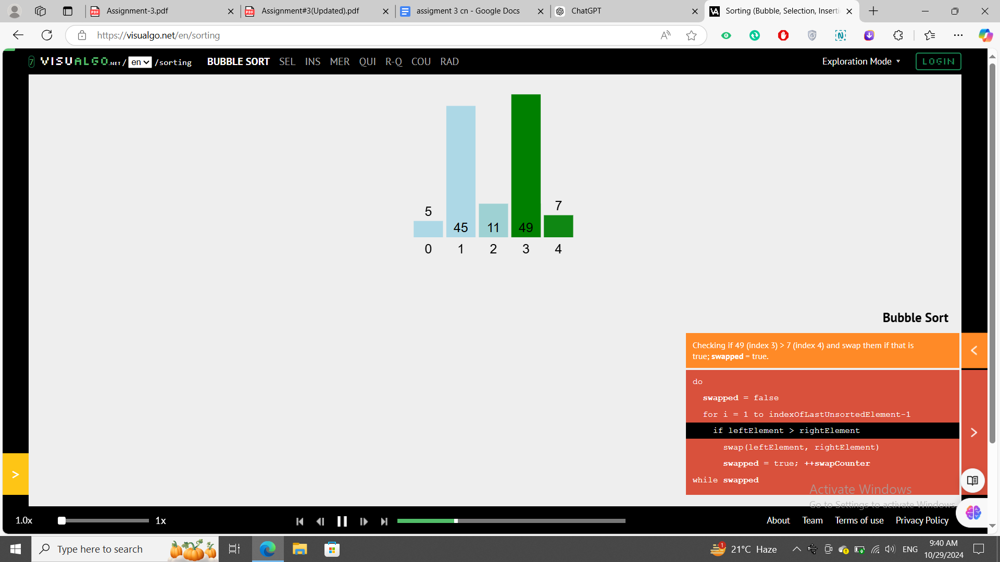 Assignment-3.pdf
Assignment#3(Updated).pdf
assigment 3 cn - Google Docs
ChatGPT
Sorting (Bubble, Selection, Inserti
https://visualgo.net/en/sorting
7 VISUALGO.NET / en /sorting BUBBLE SORT SEL INS MER QUI R-Q COU RAD Exploration Mode LOGIN
5 45 11 49 7
0 1 2 3 4
Bubble Sort
Checking if 49 (index 3) > 7 (index 4) and swap them if that is
true; swapped = true.
do
swapped = false
for i = 1 to indexOfLastUnsortedElement-1
if leftElement > rightElement
swap(leftElement, rightElement)
swapped = true; ++swapCounter
while swapped
Activate Windows
Go to Settings to activate Windows.
1.0x 1x About Team Terms of use Privacy Policy
Type here to search
1 21°C Haze ENG
9:40 AM
10/29/2024